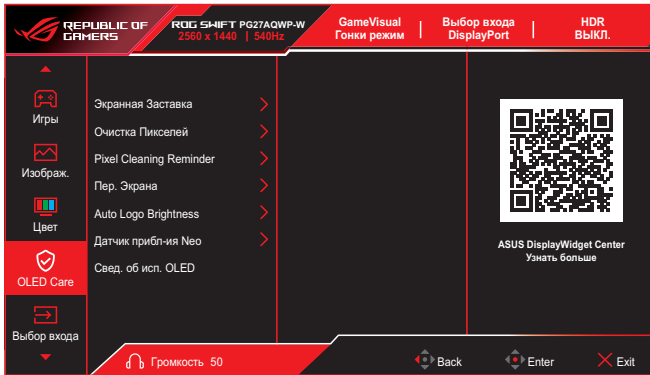 REPUBLIC OF
GAMERS
ROG SWIFT PG27AQWP-W
2560 x 1440 | 540Hz
GameVisual
Гонки режим
Выбор входа
DisplayPort
HDR
ВЫКЛ.
Игры
Изображ.
Цвет
OLED Care
Выбор входа
Экранная Заставка
Очистка Пикселей
Pixel Cleaning Reminder
Пер. Экрана
Auto Logo Brightness
Датчик прибл-ия Neo
Свед. об исп. OLED
ASUS DisplayWidget Center
Узнать больше
Громкость 50
Back
Enter
Exit